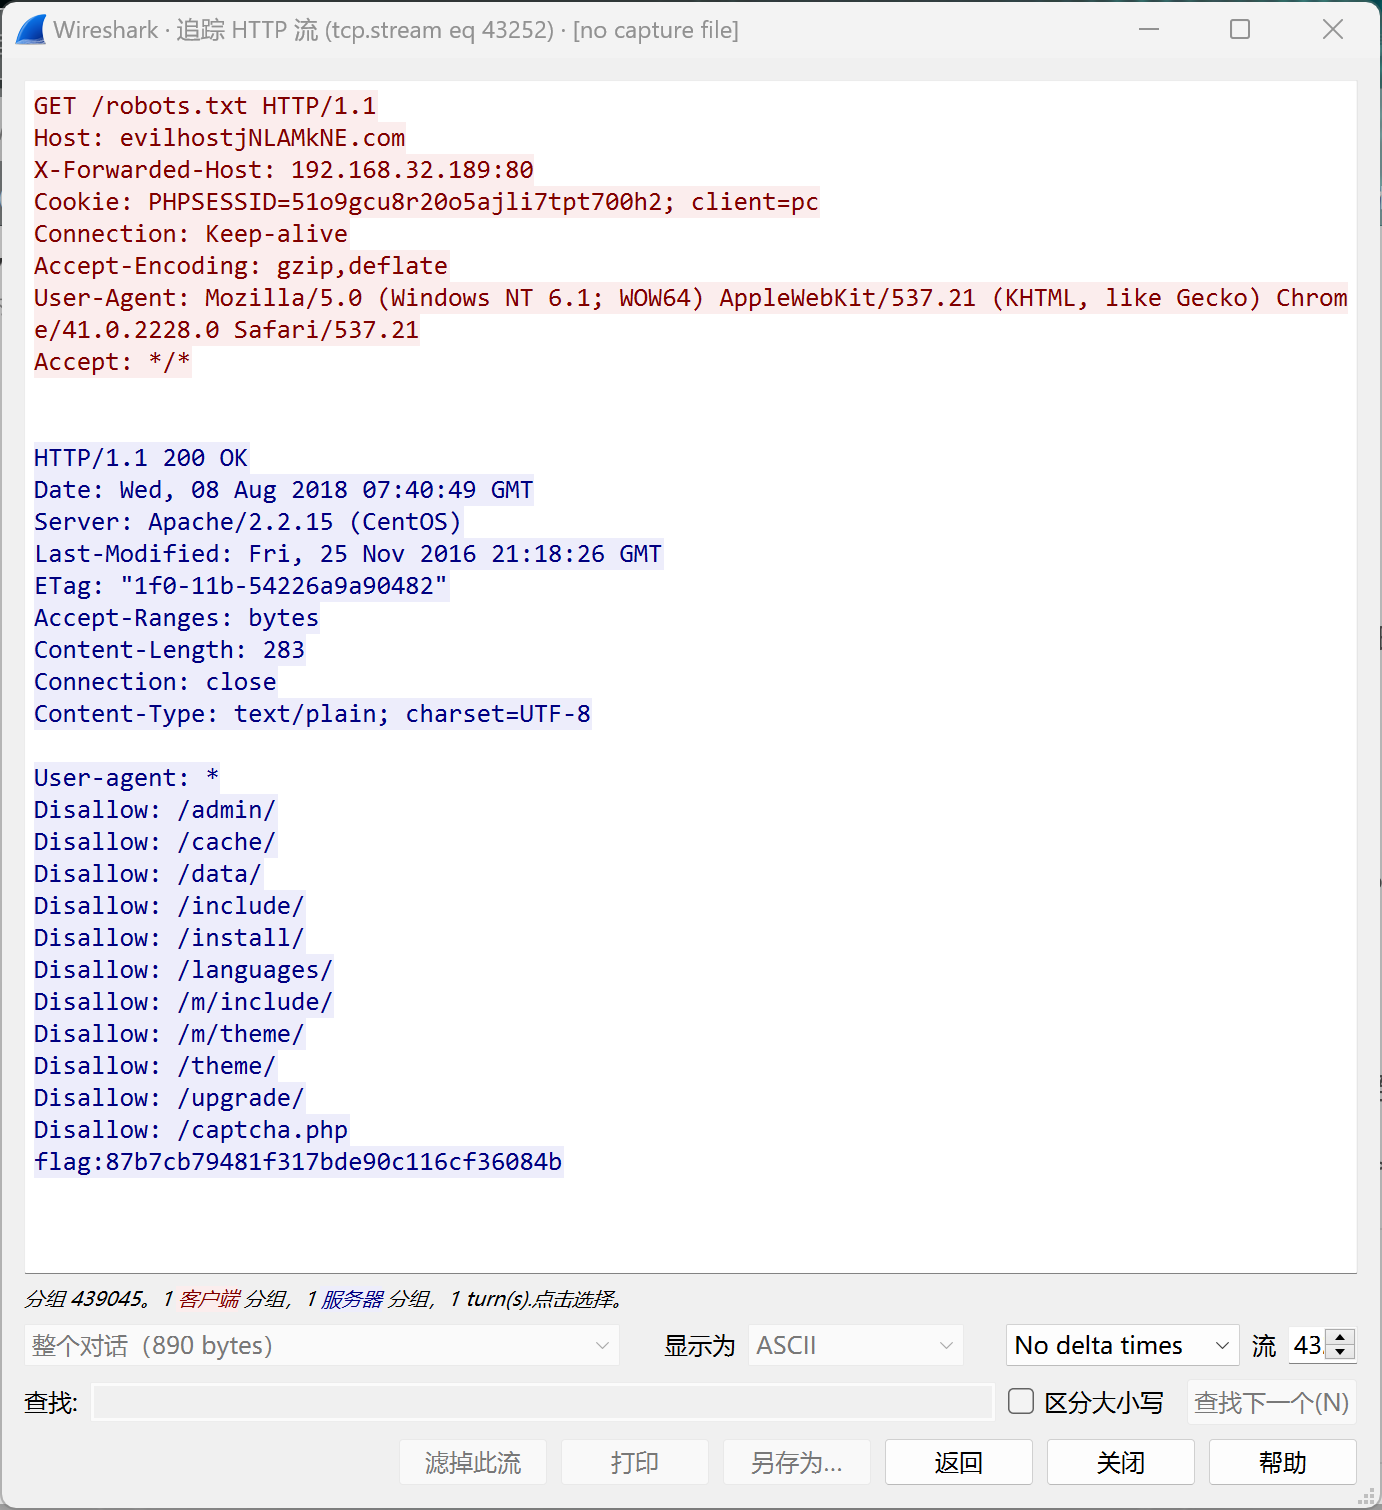 Wireshark · 追踪 HTTP 流 (tcp.stream eq 43252) · [no capture file]
GET /robots.txt HTTP/1.1
Host: evilhostjNLAMkNE.com
X-Forwarded-Host: 192.168.32.189:80
Cookie: PHPSESSID=51o9gcu8r20o5ajli7tpt700h2; client=pc
Connection: Keep-alive
Accept-Encoding: gzip,deflate
User-Agent: Mozilla/5.0 (Windows NT 6.1; WOW64) AppleWebKit/537.21 (KHTML, like Gecko) Chrom
e/41.0.2228.0 Safari/537.21
Accept: */*
HTTP/1.1 200 OK
Date: Wed, 08 Aug 2018 07:40:49 GMT
Server: Apache/2.2.15 (CentOS)
Last-Modified: Fri, 25 Nov 2016 21:18:26 GMT
ETag: "1f0-11b-54226a9a90482"
Accept-Ranges: bytes
Content-Length: 283
Connection: close
Content-Type: text/plain; charset=UTF-8
User-agent: *
Disallow: /admin/
Disallow: /cache/
Disallow: /data/
Disallow: /include/
Disallow: /install/
Disallow: /languages/
Disallow: /m/include/
Disallow: /m/theme/
Disallow: /theme/
Disallow: /upgrade/
Disallow: /captcha.php
flag:87b7cb79481f317bde90c116cf36084b
分组 439045。1 客户端 分组，1 服务器 分组，1 turn(s).点击选择。
整个对话（890 bytes） 显示为 ASCII No delta times 流 43
查找: 区分大小写 查找下一个(N)
滤掉此流 打印 另存为... 返回 关闭 帮助